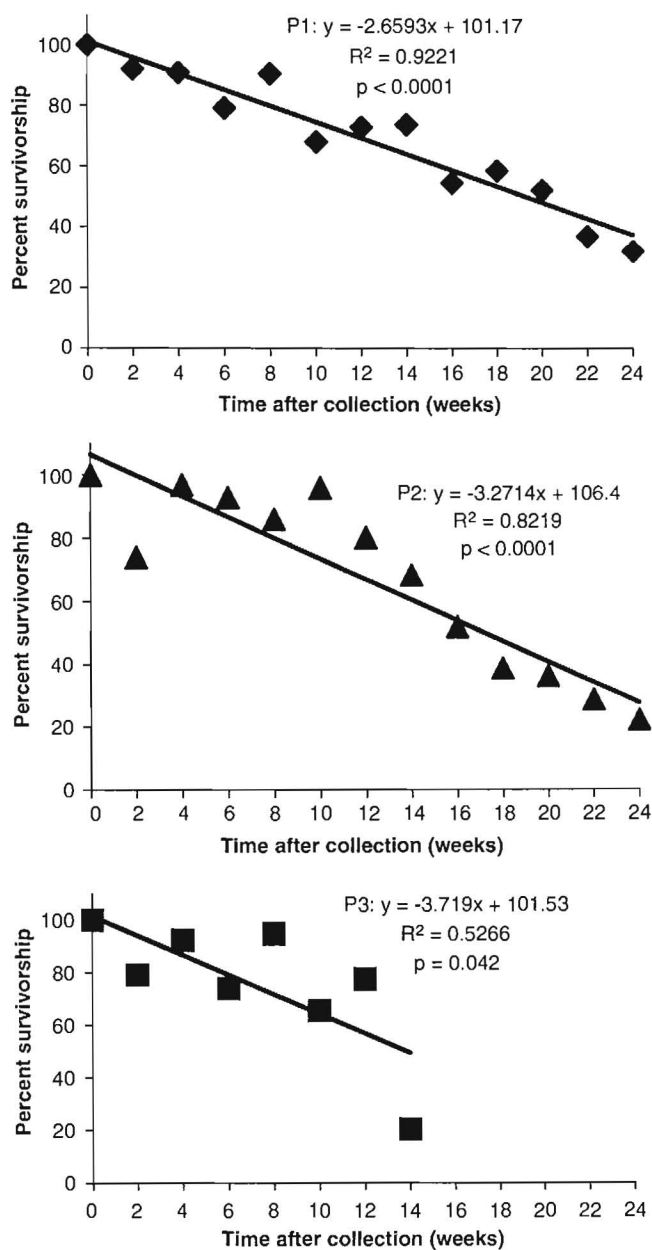 P1: y = -2.6593x + 101.17
R² = 0.9221
p < 0.0001
Percent survivorship
100
80
60
40
20
0
0 2 4 6 8 10 12 14 16 18 20 22 24
Time after collection (weeks)
P2: y = -3.2714x + 106.4
R² = 0.8219
p < 0.0001
Percent survivorship
100
80
60
40
20
0
0 2 4 6 8 10 12 14 16 18 20 22 24
Time after collection (weeks)
P3: y = -3.719x + 101.53
R² = 0.5266
p = 0.042
Percent survivorship
100
80
60
40
20
0
0 2 4 6 8 10 12 14 16 18 20 22 24
Time after collection (weeks)